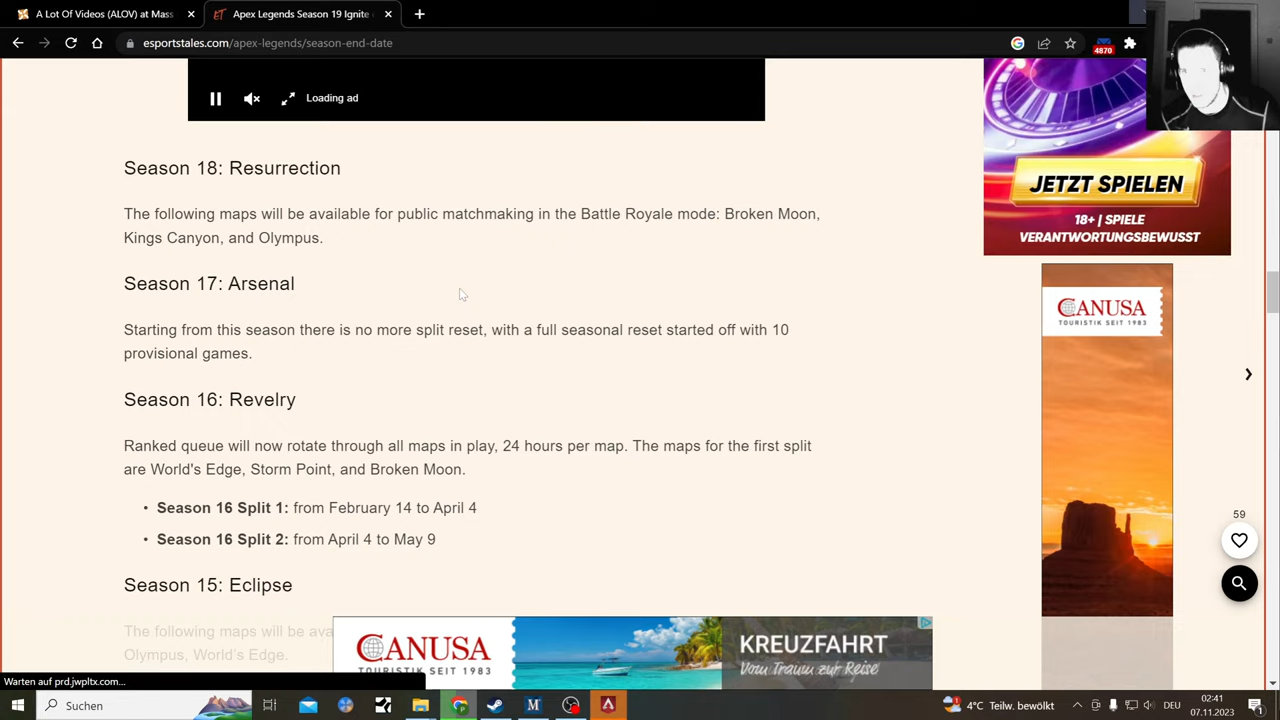 A Lot Of Videos (ALOV) at Mass
Apex Legends Season 19 Ignite
esportstales.com/apex-legends/season-end-date
4870
Loading ad
Season 18: Resurrection
The following maps will be available for public matchmaking in the Battle Royale mode: Broken Moon,
Kings Canyon, and Olympus.
Season 17: Arsenal
Starting from this season there is no more split reset, with a full seasonal reset started off with 10
provisional games.
Season 16: Revelry
Ranked queue will now rotate through all maps in play, 24 hours per map. The maps for the first split
are World's Edge, Storm Point, and Broken Moon.
• Season 16 Split 1: from February 14 to April 4
• Season 16 Split 2: from April 4 to May 9
Season 15: Eclipse
The following maps will be ava
Olympus, World's Edge.
JETZT SPIELEN
18+ | SPIELE
VERANTWORTUNGSBEWUSST
CANUSA
TOURISTIK SEIT 1983
59
CANUSA
TOURISTIK SEIT 1983
KREUZFAHRT
Vom Traum zur Reise
Warten auf prd.jwpltx.com...
Suchen
4°C Teilw. bewölkt
DEU
02:41
07.11.2023
1